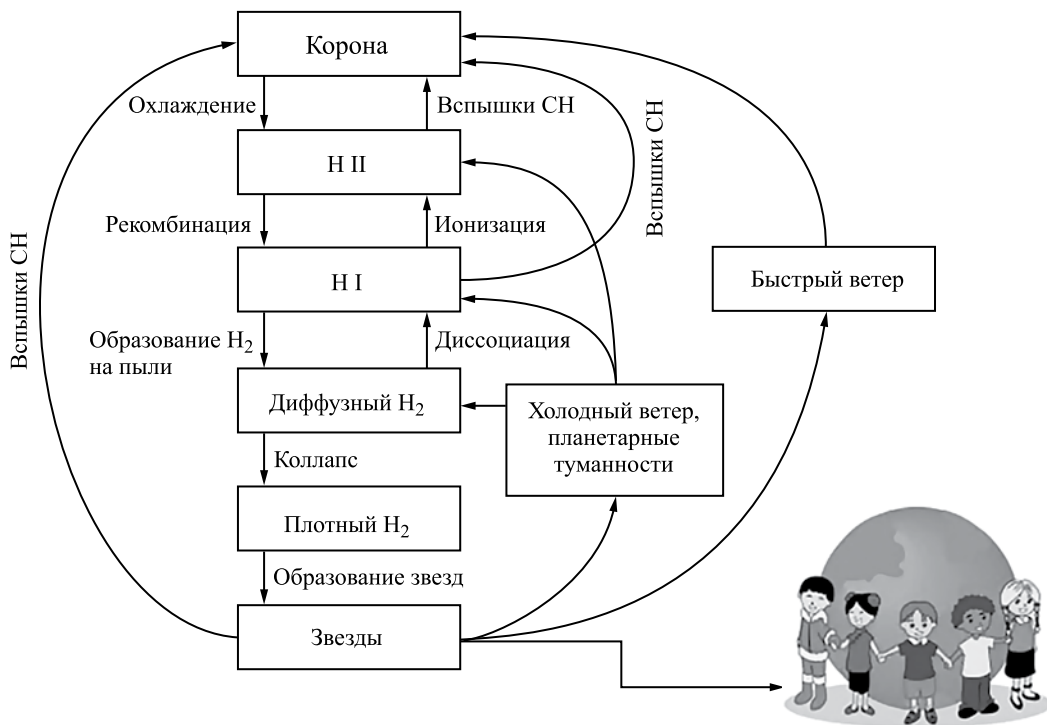 Корона
Охлаждение
Вспышки СН
Н II
Вспышки СН
Рекомбинация
Ионизация
Вспышки СН
Н I
Быстрый ветер
Образование H₂
на пыли
Диссоциация
Диффузный H₂
Холодный ветер,
планетарные
туманности
Коллапс
Плотный H₂
Образование звезд
Звезды